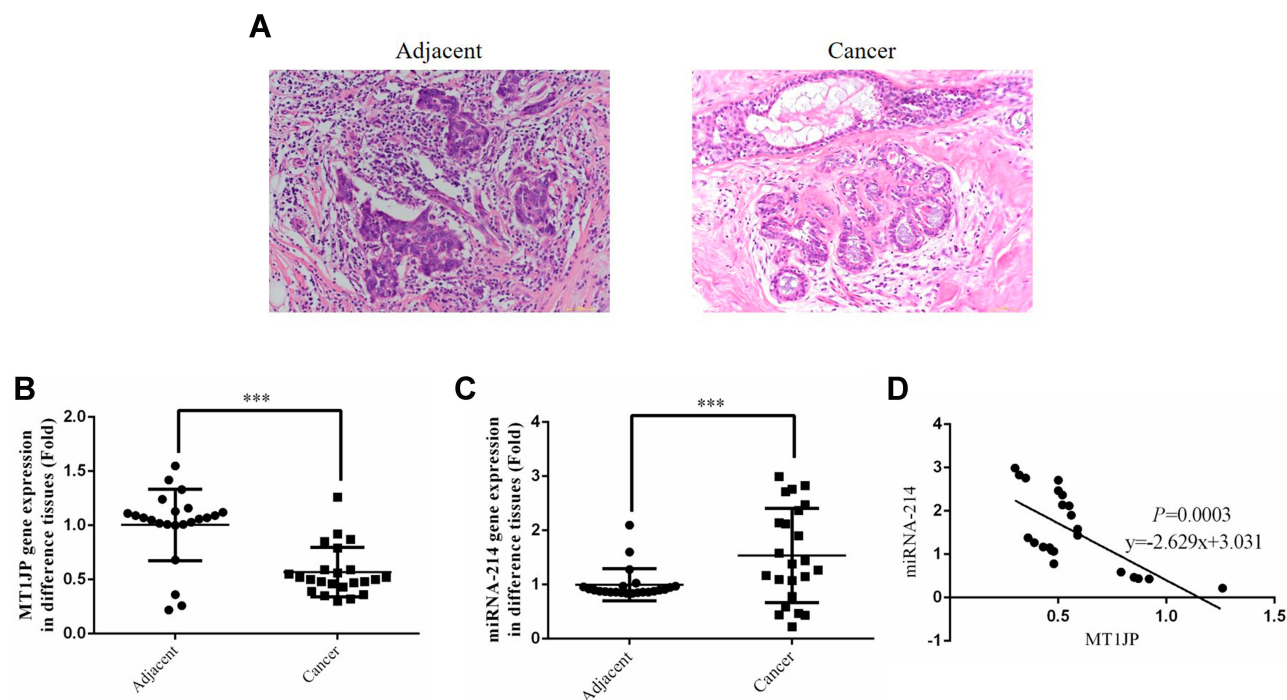 A
Adjacent
Cancer
B
MT1JP gene expression
in difference tissues (Fold)
2.0
1.5
1.0
0.5
0.0
***
Adjacent
Cancer
C
miRNA-214 gene expression
in difference tissues (Fold)
4
3
2
1
0
***
Adjacent
Cancer
D
miRNA-214
4
3
2
1
0
-1
0.5
1.0
1.5
MT1JP
P=0.0003
y=-2.629x+3.031